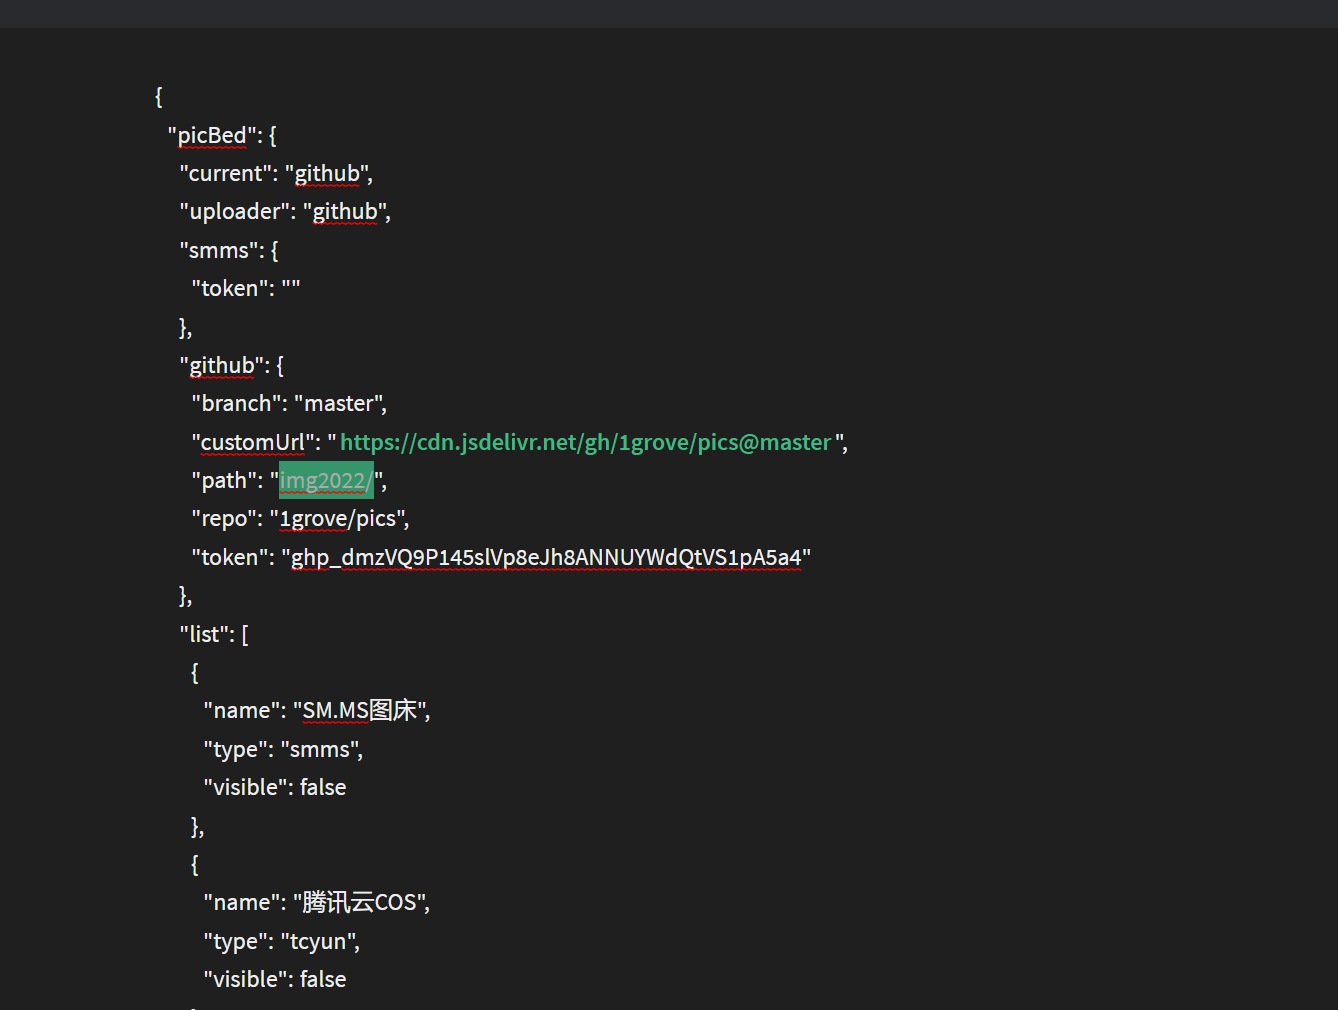 {
"picBed": {
"current": "github",
"uploader": "github",
"smms": {
"token": ""
},
"github": {
"branch": "master",
"customUrl": "https://cdn.jsdelivr.net/gh/1grove/pics@master",
"path": "img2022/",
"repo": "1grove/pics",
"token": "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"
},
"list": [
{
"name": "SM.MS图床",
"type": "smms",
"visible": false
},
{
"name": "腾讯云COS",
"type": "tcyun",
"visible": false